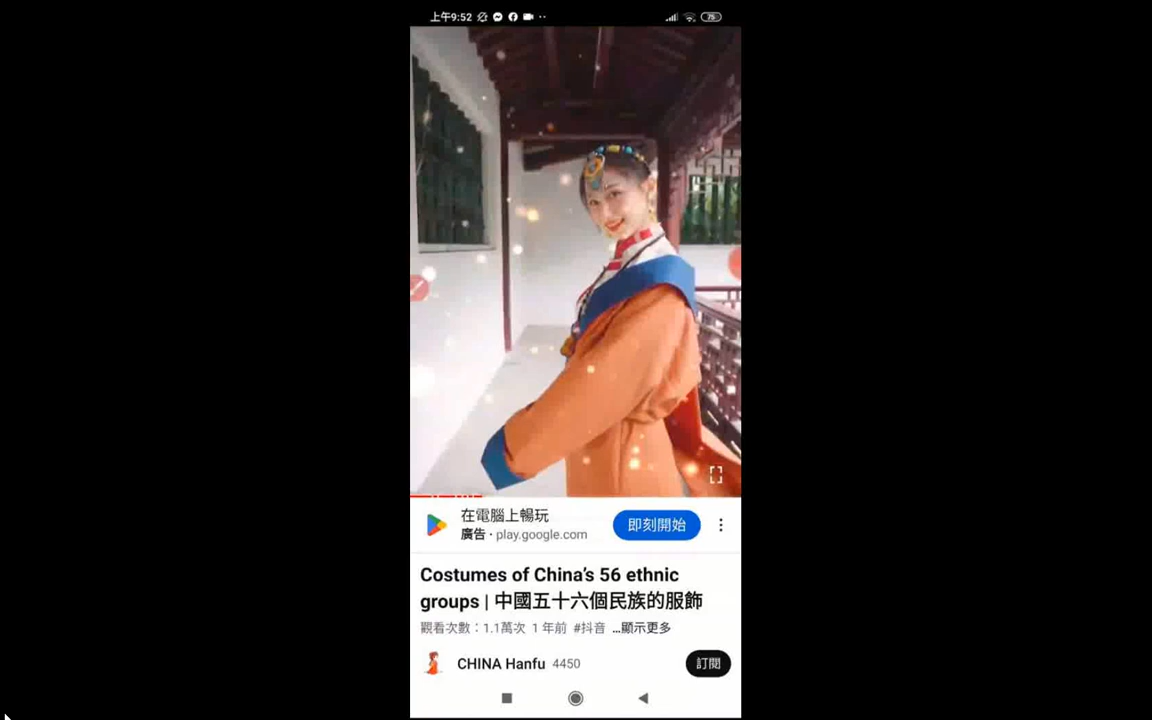 上午9:52
75
在電腦上暢玩
即刻開始
廣告 · play.google.com
Costumes of China's 56 ethnic
groups | 中國五十六個民族的服飾
觀看次數：1.1萬次 1 年前 #抖音 ...顯示更多
CHINA Hanfu 4450
訂閱